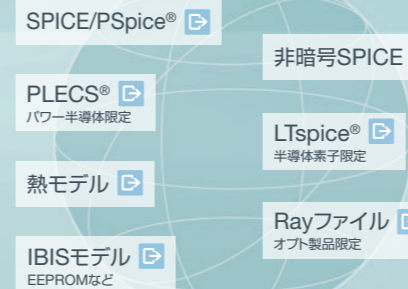 SPICE/PSpice®
PLECS®
パワー半導体限定
熱モデル
IBISモデル
EEPROMなど
非暗号SPICE
LTspice®
半導体素子限定
Rayファイル
オプト製品限定